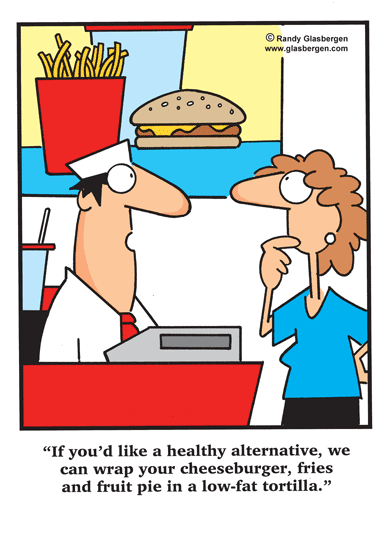 © Randy Glasbergen
www.glasbergen.com
“If you’d like a healthy alternative, we
can wrap your cheeseburger, fries
and fruit pie in a low-fat tortilla.”